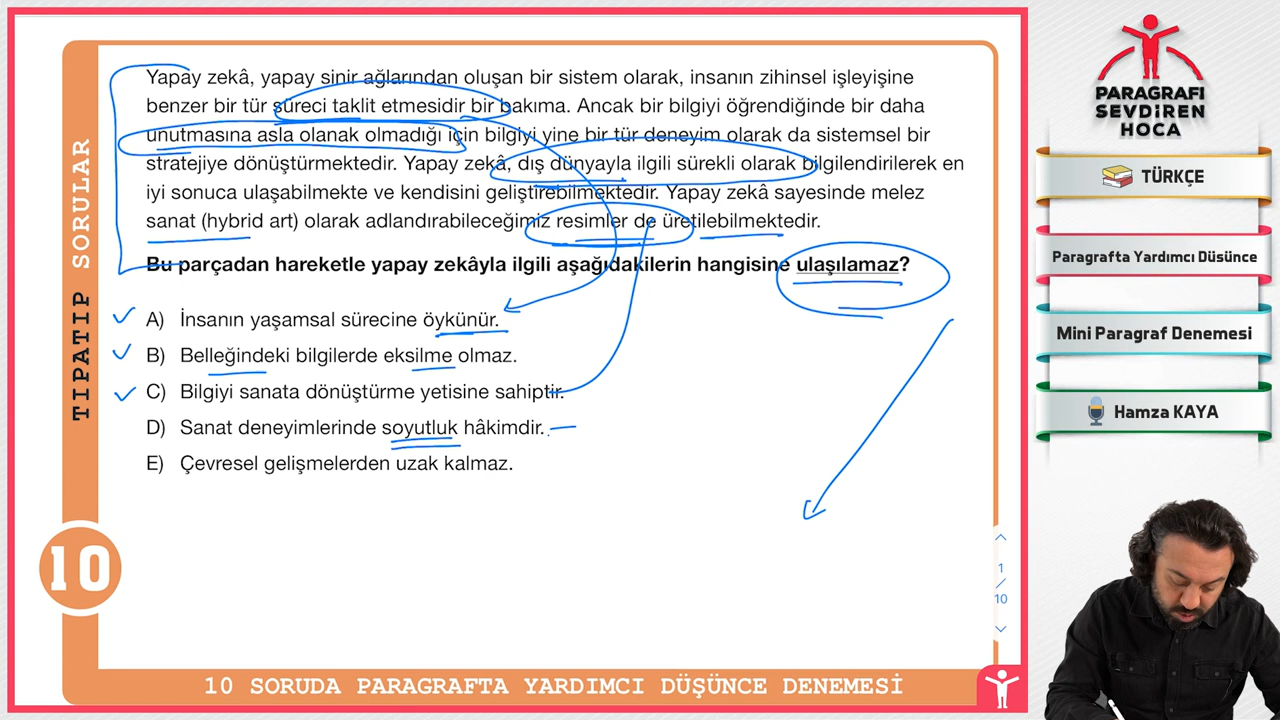 TIPATIP SORULAR
10
Yapay zekâ, yapay sinir ağlarından oluşan bir sistem olarak, insanın zihinsel işleyişine
benzer bir tür süreci taklit etmesidir bir bakıma. Ancak bir bilgiyi öğrendiğinde bir daha
unutmasına asla olanak olmadığı için bilgiyi yine bir tür deneyim olarak da sistemsel bir
stratejiye dönüştürmektedir. Yapay zekâ, dış dünyayla ilgili sürekli olarak bilgilendirilerek en
iyi sonuca ulaşabilmekte ve kendisini geliştirebilmektedir. Yapay zekâ sayesinde melez
sanat (hybrid art) olarak adlandırabileceğimiz resimler de üretilebilmektedir.
Bu parçadan hareketle yapay zekâyla ilgili aşağıdakilerin hangisine ulaşılamaz?
A) İnsanın yaşamsal sürecine öykünür.
B) Belleğindeki bilgilerde eksilme olmaz.
C) Bilgiyi sanata dönüştürme yetisine sahiptir.
D) Sanat deneyimlerinde soyutluk hâkimdir.
E) Çevresel gelişmelerden uzak kalmaz.
1
/
10
10 SORUDA PARAGRAFTA YARDIMCI DÜŞÜNCE DENEMESİ
PARAGRAFI
SEVDİREN
HOCA
TÜRKÇE
Paragrafta Yardımcı Düşünce
Mini Paragraf Denemesi
Hamza KAYA